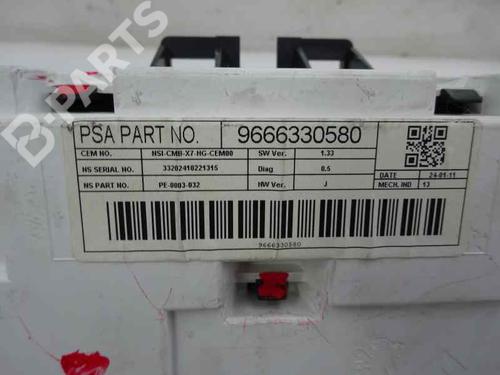 B-PARTS
PSA PART NO. 9666330580
CEM NO. NSI-CMB-X7-HG-CEM00 SW Ver. 1.33
NS SERIAL NO. 33202410221315 Diag 0.5
NS PART NO. PE-0003-032 HW Ver. J
DATE 24-01-11
MECH. IND 13
9666330580